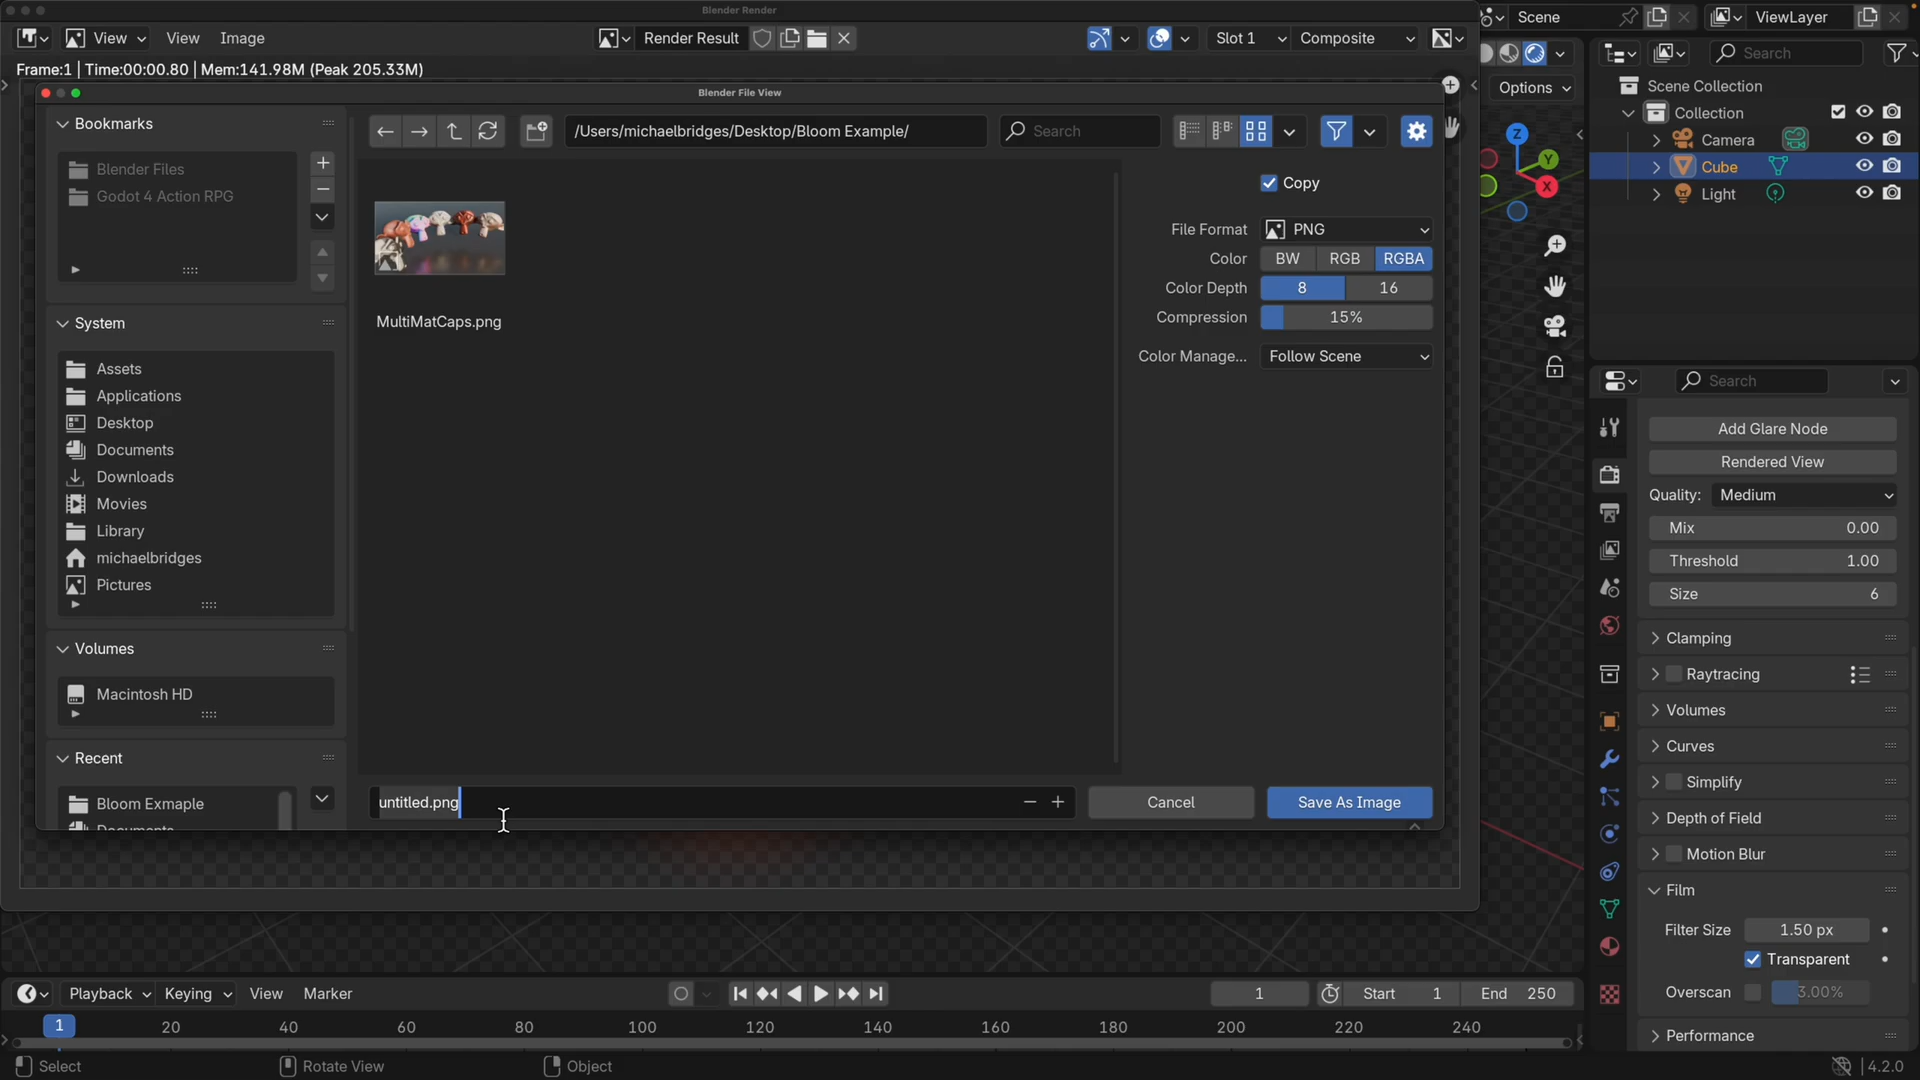 Blender Render
View View Image Render Result Slot 1 Composite Scene ViewLayer
Frame:1 | Time:00:00.80 | Mem:141.98M (Peak 205.33M)
Search
Options
Blender File View
Scene Collection
Collection
Camera
Cube
Light
Z
Y
X
Bookmarks
/Users/michaelbridges/Desktop/Bloom Example/
Search
Blender Files
Godot 4 Action RPG
Copy
File Format PNG
Color BW RGB RGBA
Color Depth 8 16
Compression 15%
Color Manage... Follow Scene
MultiMatCaps.png
System
Assets
Applications
Desktop
Documents
Downloads
Movies
Library
michaelbridges
Pictures
Volumes
Macintosh HD
Recent
Bloom Exmaple
Documents
untitled.png
Cancel
Save As Image
Search
Add Glare Node
Rendered View
Quality: Medium
Mix 0.00
Threshold 1.00
Size 6
Clamping
Raytracing
Volumes
Curves
Simplify
Depth of Field
Motion Blur
Film
Filter Size 1.50 px
Transparent
Overscan 3.00%
Performance
Playback Keying View Marker 1 Start 1 End 250
1 20 40 60 80 100 120 140 160 180 200 220 240
Select Rotate View Object 4.2.0